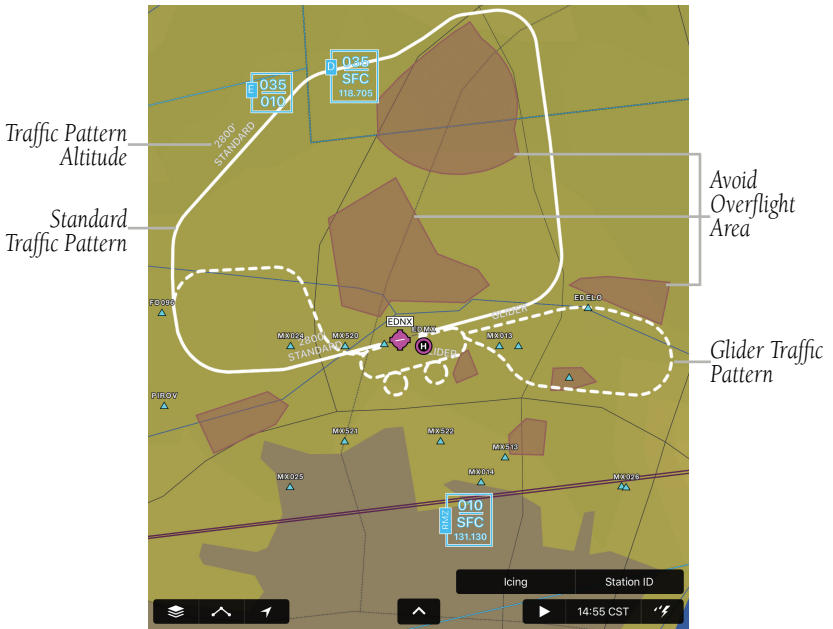 E
035
010
D
035
SFC
118.705
2800'
STANDARD
Traffic Pattern
Altitude
Standard
Traffic Pattern
Avoid
Overflight
Area
FD096
EDELO
EDNX
EDMX
GLIDER
MX024
MX520
2800'
STANDARD
GLIDER
H
MX013
Glider Traffic
Pattern
PIROV
MX521
MX522
MX513
MX025
MX014
MX026
RMZ
010
SFC
131.130
Icing
Station ID
14:55 CST